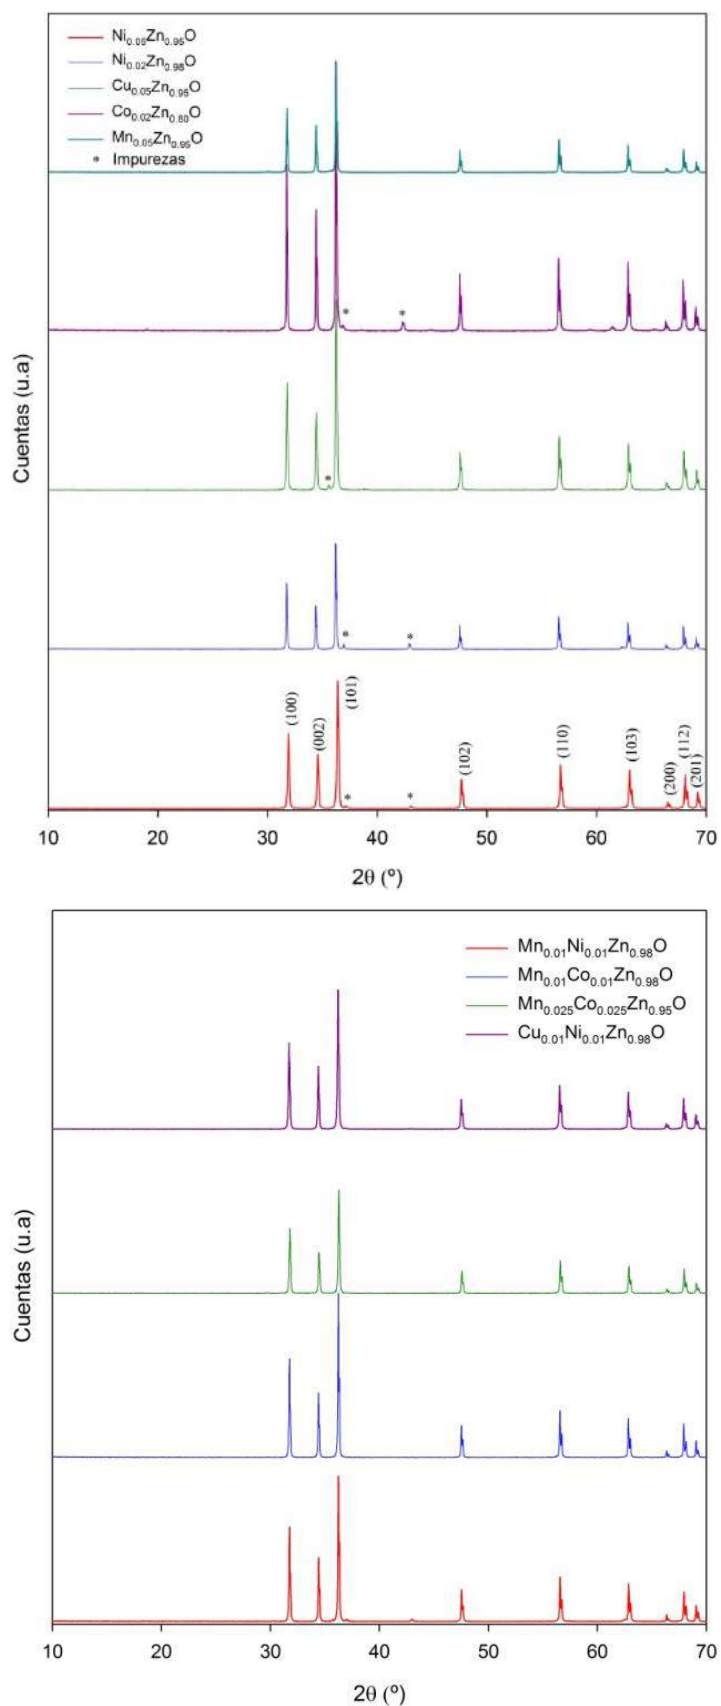 Ni0.05Zn0.95O
Ni0.02Zn0.98O
Cu0.05Zn0.95O
Co0.02Zn0.80O
Mn0.05Zn0.95O
* Impurezas
*
*
*
*
*
(100)
(002)
(101)
*
*
(102)
(110)
(103)
(200)
(112)
(201)
Cuentas (u.a)
10 20 30 40 50 60 70
2θ (º)
Mn0.01Ni0.01Zn0.98O
Mn0.01Co0.01Zn0.98O
Mn0.025Co0.025Zn0.95O
Cu0.01Ni0.01Zn0.98O
Cuentas (u.a)
10 20 30 40 50 60 70
2θ (º)